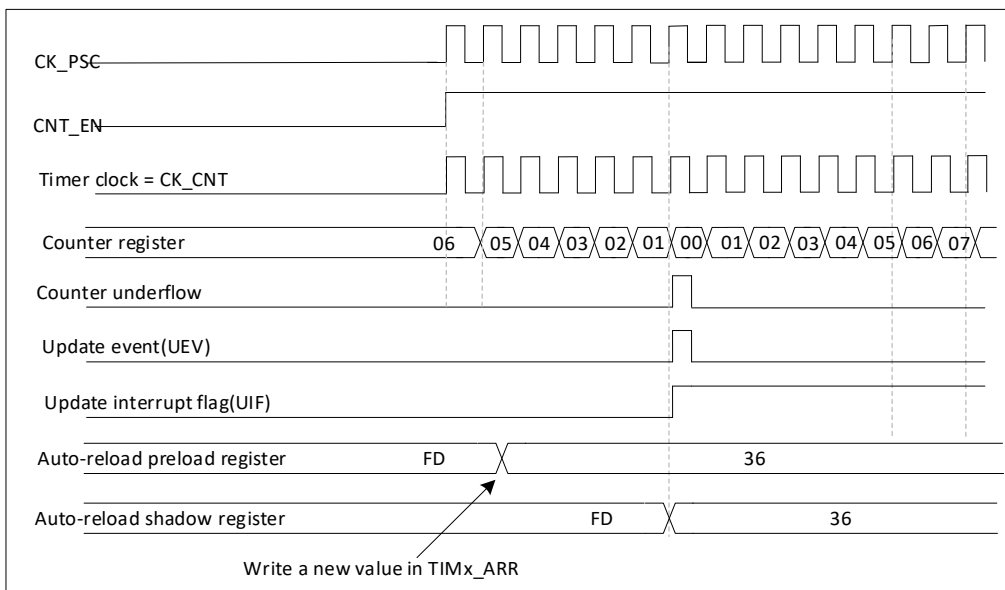 CK_PSC
CNT_EN
Timer clock = CK_CNT
Counter register 06 05 04 03 02 01 00 01 02 03 04 05 06 07
Counter underflow
Update event(UEV)
Update interrupt flag(UIF)
Auto-reload preload register FD 36
Auto-reload shadow register FD 36
Write a new value in TIMx_ARR